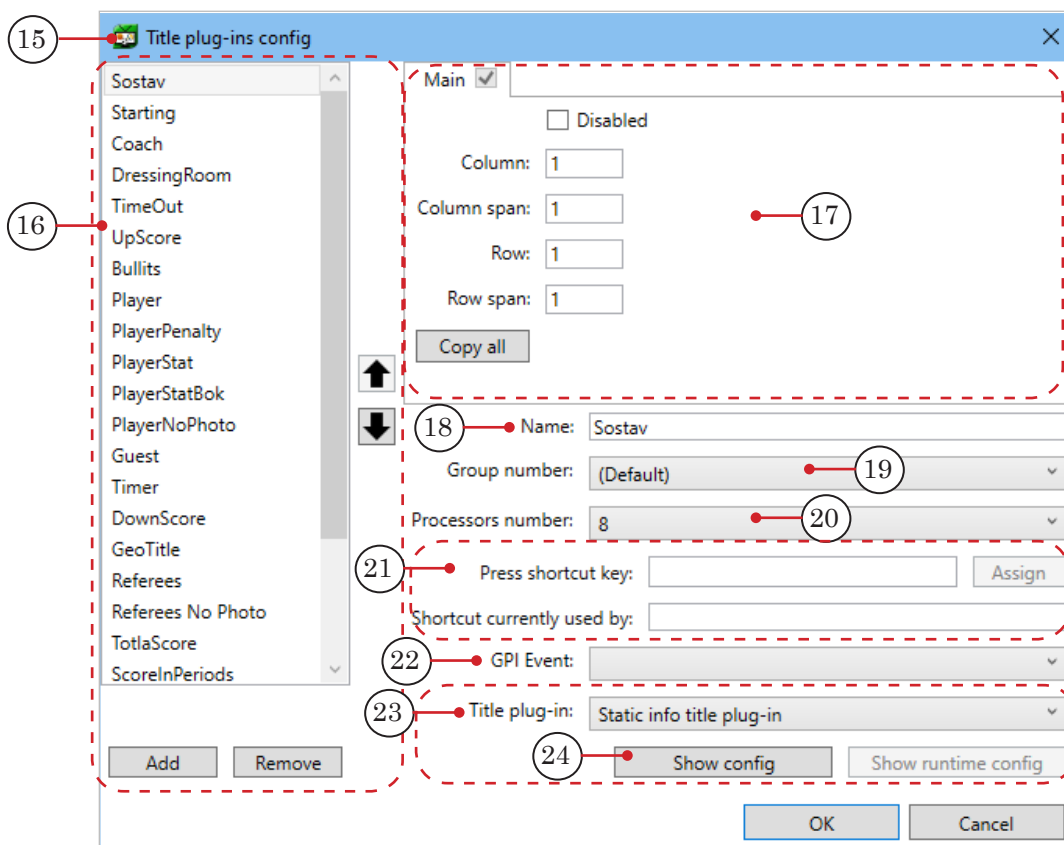 15
Title plug-ins config
16
Sostav
Starting
Coach
DressingRoom
TimeOut
UpScore
Bullits
Player
PlayerPenalty
PlayerStat
PlayerStatBok
PlayerNoPhoto
Guest
Timer
DownScore
GeoTitle
Referees
Referees No Photo
TotlaScore
ScoreInPeriods
Add Remove
Main
Disabled
Column: 1
Column span: 1
Row: 1
Row span: 1
Copy all
17
18 Name: Sostav
Group number: (Default) 19
Processors number: 8 20
21 Press shortcut key: Assign
Shortcut currently used by:
22 GPI Event:
23 Title plug-in: Static info title plug-in
24 Show config Show runtime config
OK Cancel